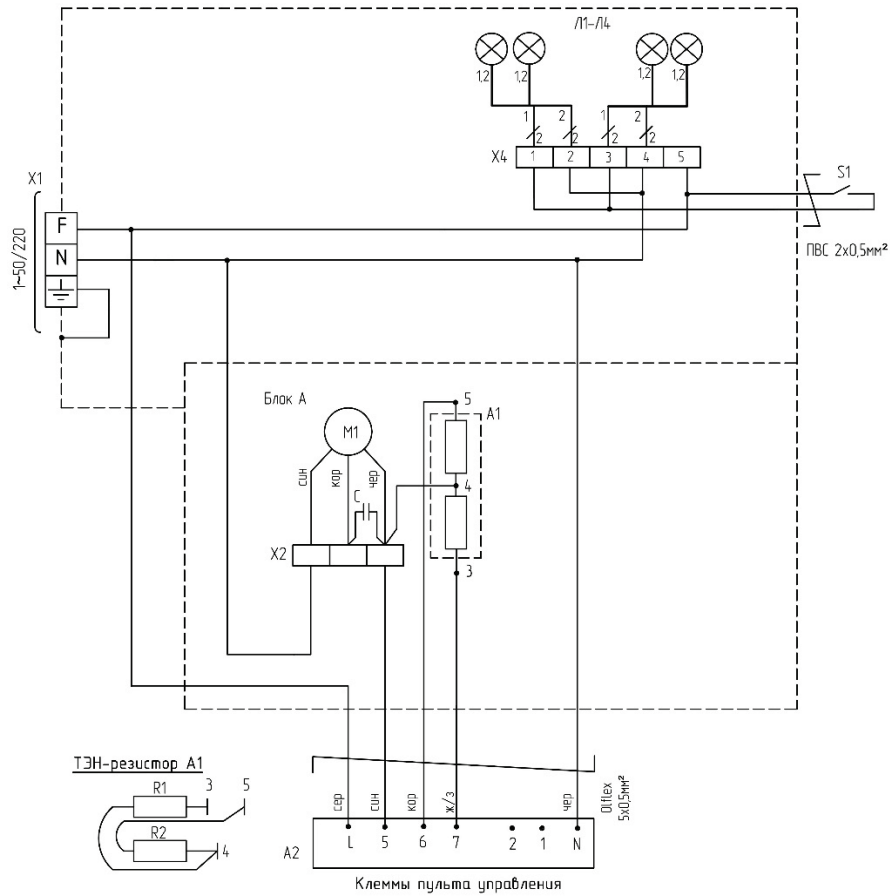 Л1-Л4
1,2 1,2 1,2 1,2
1 2 1 2
2 2 2 2
X4 1 2 3 4 5
S1
ПВС 2х0,5мм²
X1
F
N
1~50/220
Блок А
М1
син кор чер
С
X2
5 А1
4
3
ТЭН-резистор А1
R1 3 5
R2 4
сер син кор ж/з чер
Olflex
5х0,5мм²
L 5 6 7 2 1 N
А2
Клеммы пульта управления